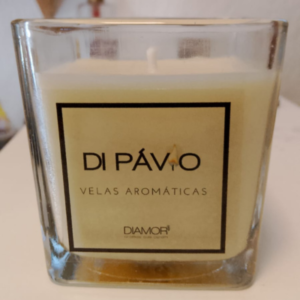 DI PÁVIO
VELAS AROMÁTICAS
DIAMOR